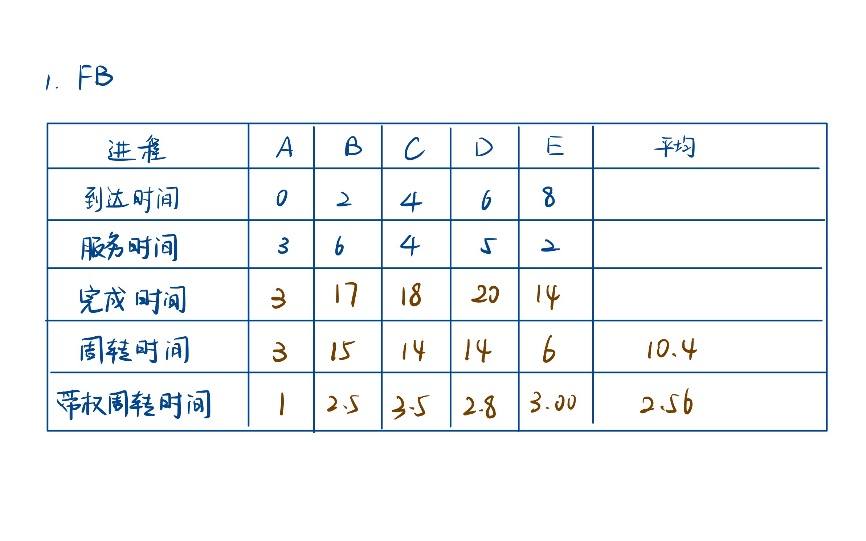 1. FB
进程 A B C D E 平均
到达时间 0 2 4 6 8
服务时间 3 6 4 5 2
完成时间 3 17 18 20 14
周转时间 3 15 14 14 6 10.4
带权周转时间 1 2.5 3.5 2.8 3.00 2.56